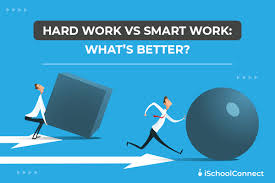 HARD WORK VS SMART WORK:
WHAT'S BETTER?
iSchoolConnect